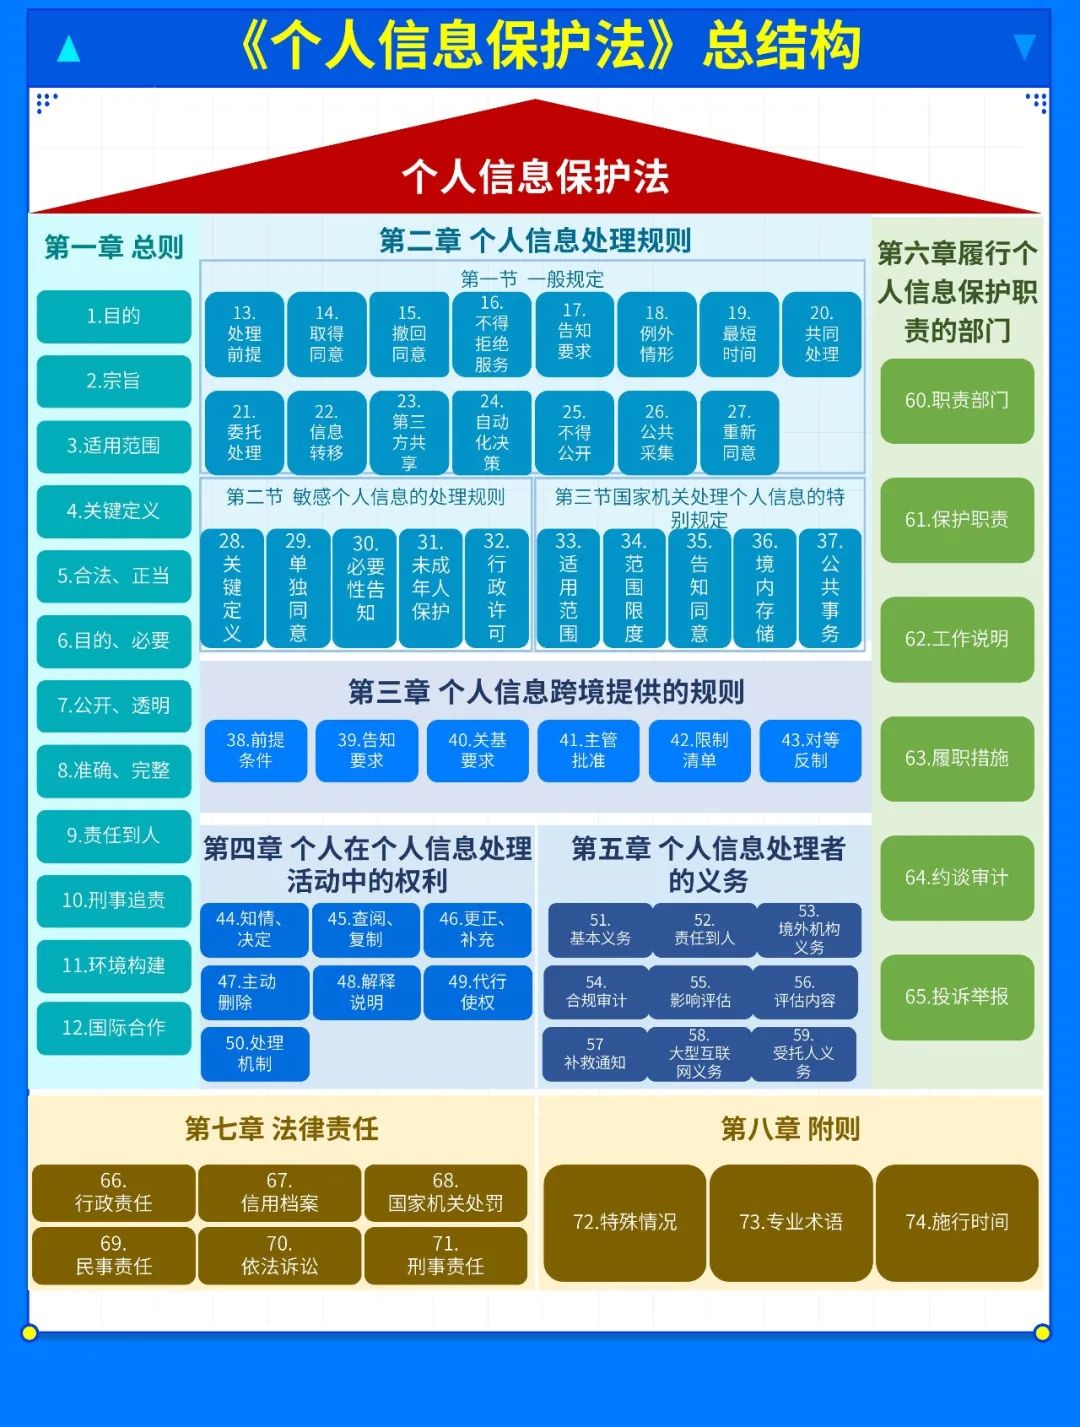 《个人信息保护法》总结构
个人信息保护法
第一章 总则
1.目的
2.宗旨
3.适用范围
4.关键定义
5.合法、正当
6.目的、必要
7.公开、透明
8.准确、完整
9.责任到人
10.刑事追责
11.环境构建
12.国际合作
第二章 个人信息处理规则
第一节 一般规定
13.
处理
前提
14.
取得
同意
15.
撤回
同意
16.
不得
拒绝
服务
17.
告知
要求
18.
例外
情形
19.
最短
时间
20.
共同
处理
21.
委托
处理
22.
信息
转移
23.
第三
方共
享
24.
自动
化决
策
25.
不得
公开
26.
公共
采集
27.
重新
同意
第二节 敏感个人信息的处理规则
28.
关
键
定
义
29.
单
独
同
意
30.
必要
性告
知
31.
未成
年人
保护
32.
行
政
许
可
第三节国家机关处理个人信息的特
别规定
33.
适
用
范
围
34.
范
围
限
度
35.
告
知
同
意
36.
境
内
存
储
37.
公
共
事
务
第三章 个人信息跨境提供的规则
38.前提
条件
39.告知
要求
40.关基
要求
41.主管
批准
42.限制
清单
43.对等
反制
第四章 个人在个人信息处理
活动中的权利
44.知情、
决定
45.查阅、
复制
46.更正、
补充
47.主动
删除
48.解释
说明
49.代行
使权
50.处理
机制
第五章 个人信息处理者
的义务
51.
基本义务
52.
责任到人
53.
境外机构
义务
54.
合规审计
55.
影响评估
56.
评估内容
57
补救通知
58.
大型互联
网义务
59.
受托人义
务
第六章履行个
人信息保护职
责的部门
60.职责部门
61.保护职责
62.工作说明
63.履职措施
64.约谈审计
65.投诉举报
第七章 法律责任
66.
行政责任
67.
信用档案
68.
国家机关处罚
69.
民事责任
70.
依法诉讼
71.
刑事责任
第八章 附则
72.特殊情况
73.专业术语
74.施行时间